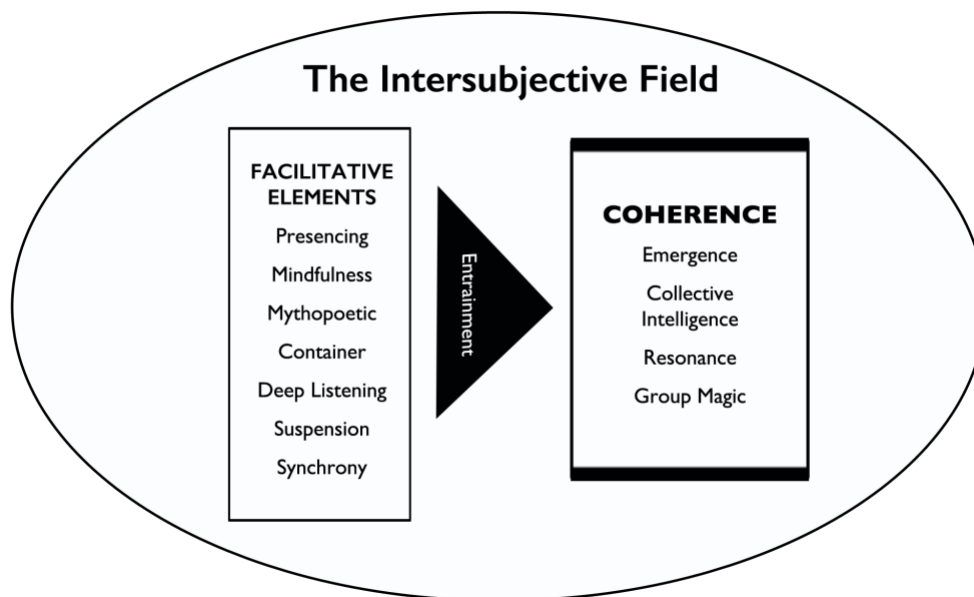 The Intersubjective Field
FACILITATIVE
ELEMENTS
Presencing
Mindfulness
Mythopoetic
Container
Deep Listening
Suspension
Synchrony
Entrainment
COHERENCE
Emergence
Collective
Intelligence
Resonance
Group Magic